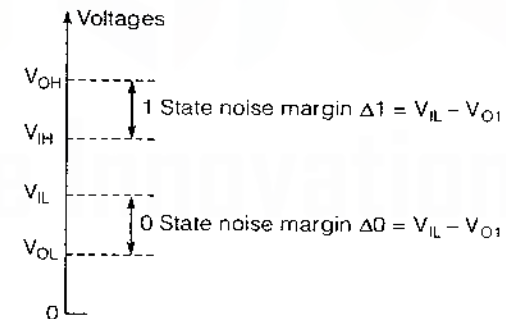 Voltages
VOH
1 State noise margin Δ1 = VIL – VO1
VIH
VIL
0 State noise margin Δ0 = VIL – VO1
VOL
0